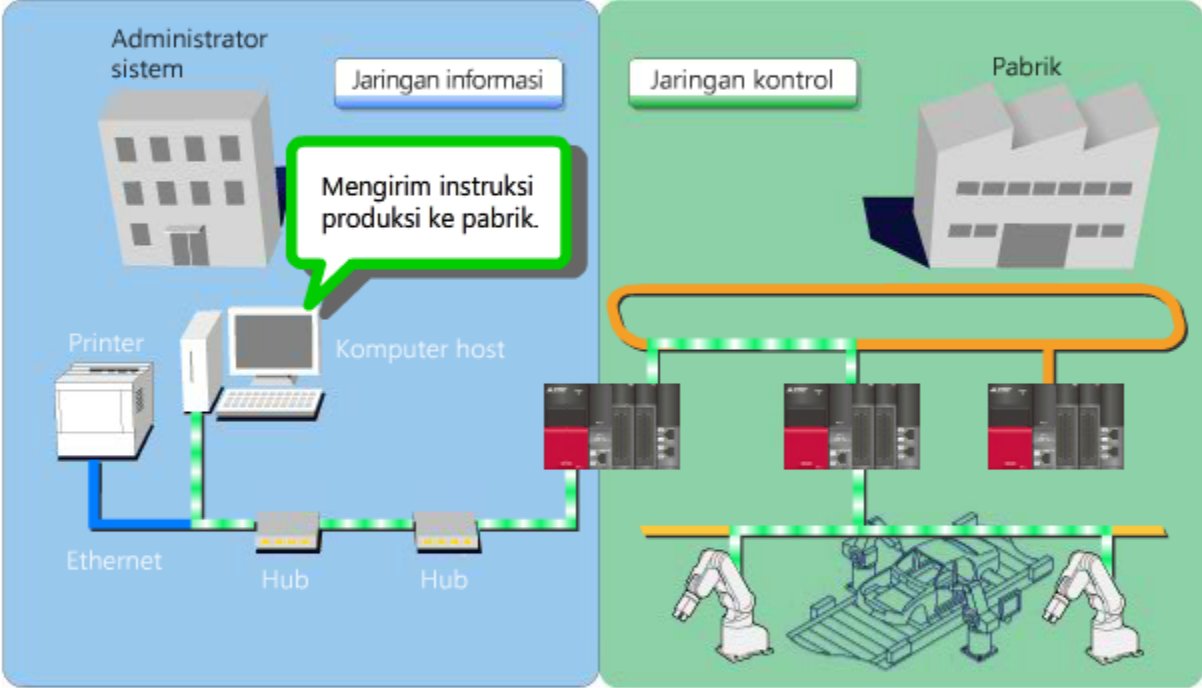 Administrator
sistem
Jaringan informasi
Jaringan kontrol
Pabrik
Mengirim instruksi
produksi ke pabrik.
Printer
Komputer host
Ethernet
Hub
Hub